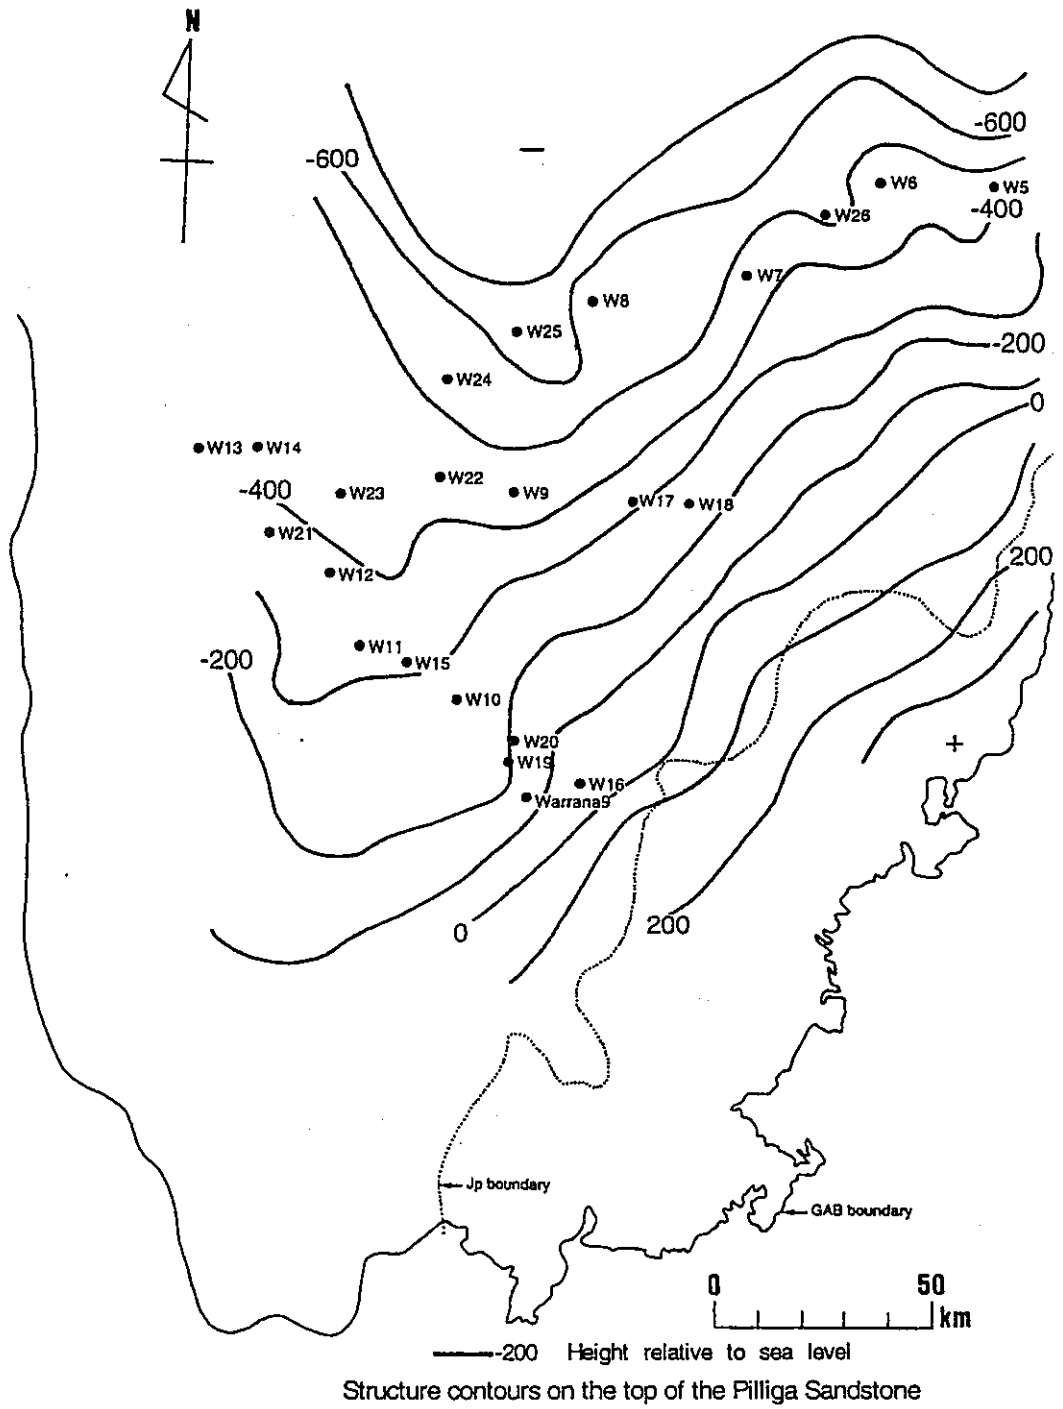 N
-600
-600
W6
W5
W26
-400
W7
W8
W25
-200
W24
0
W13
W14
W22
-400
W23
W9
W17
W18
W21
200
W12
W11
-200
W15
W10
+
W20
W19
W16
Warrana9
0
200
Jp boundary
GAB boundary
0 50
km
-200 Height relative to sea level
Structure contours on the top of the Pilliga Sandstone